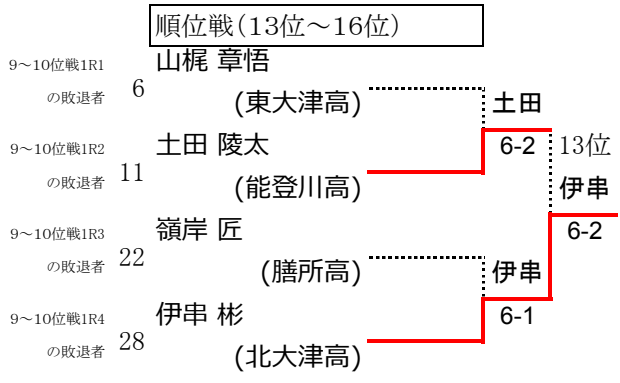 順位戦(13位～16位)
9～10位戦1R1
の敗退者
6
山梶 章悟
(東大津高)
土田
6-2
9～10位戦1R2
の敗退者
11
土田 陵太
(能登川高)
13位
伊串
6-2
9～10位戦1R3
の敗退者
22
嶺岸 匠
(膳所高)
伊串
6-1
9～10位戦1R4
の敗退者
28
伊串 彬
(北大津高)